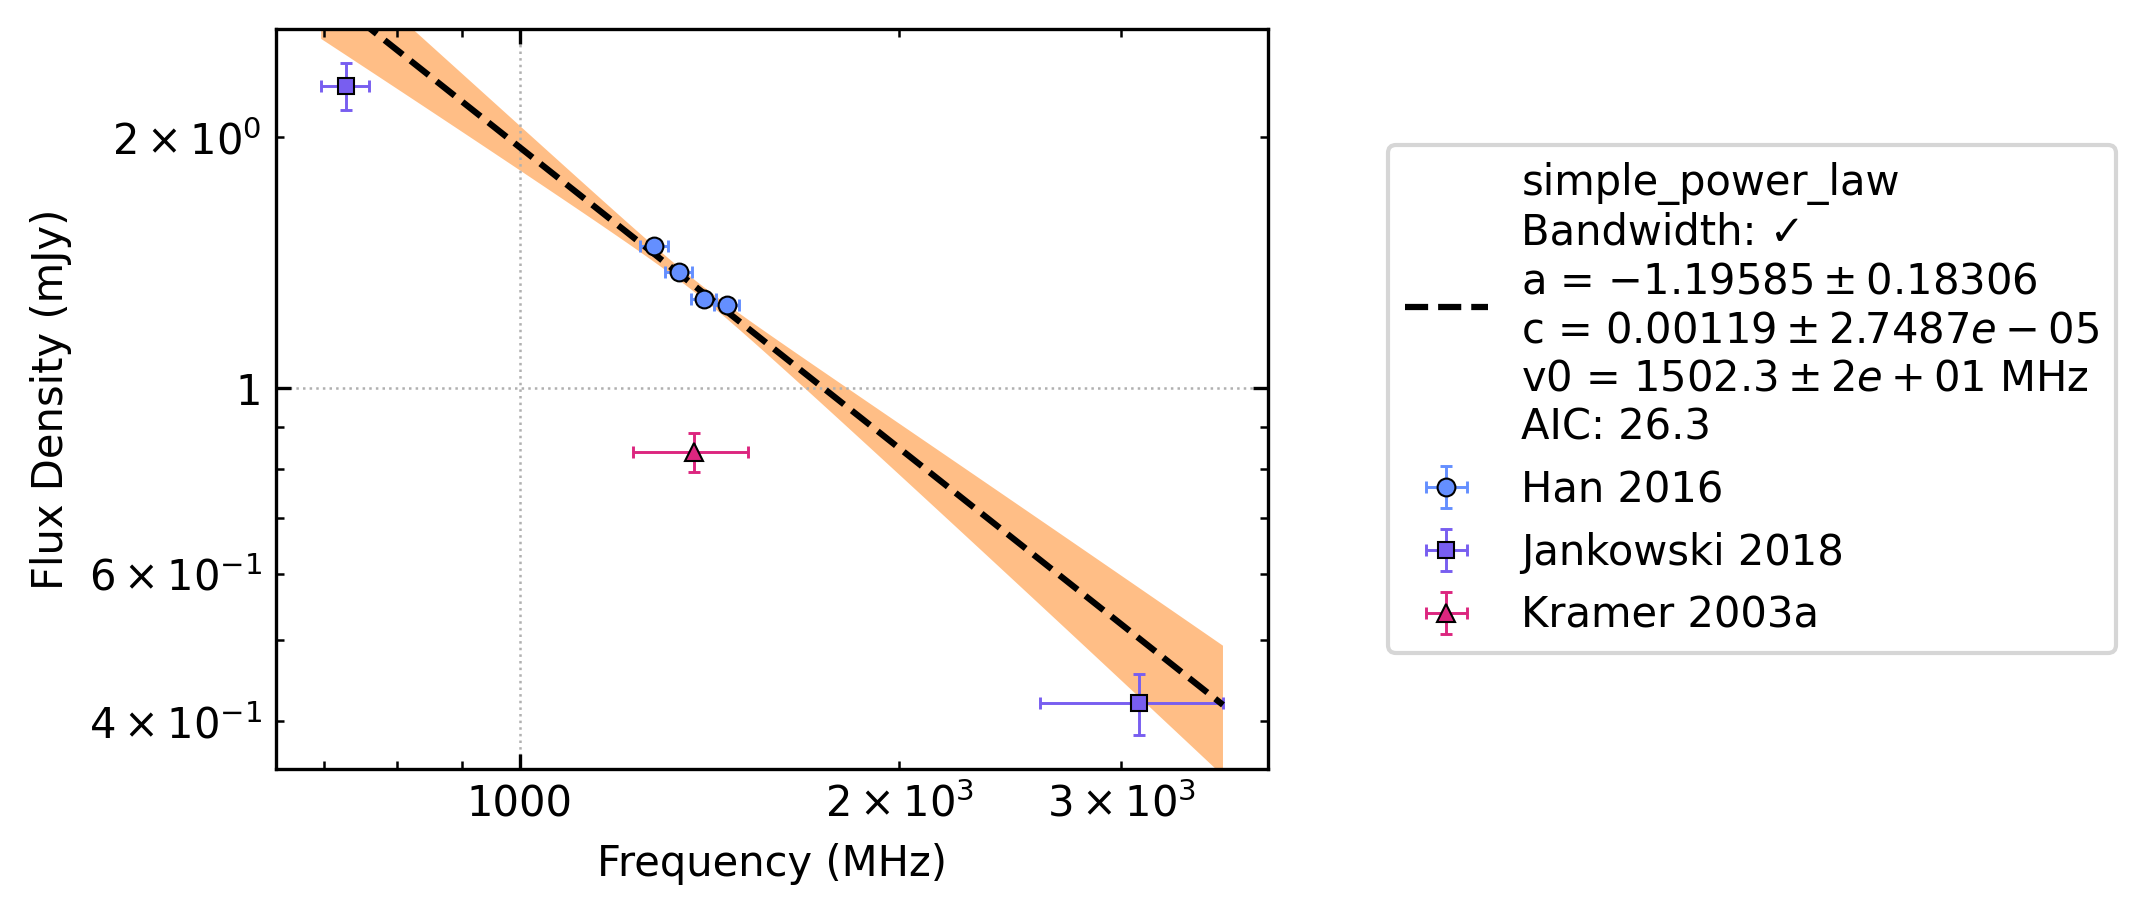 2 × 10⁰
1
6 × 10⁻¹
4 × 10⁻¹
Flux Density (mJy)
1000
2 × 10³
3 × 10³
Frequency (MHz)
simple_power_law
Bandwidth: ✓
a = −1.19585 ± 0.18306
c = 0.00119 ± 2.7487e − 05
v0 = 1502.3 ± 2e + 01 MHz
AIC: 26.3
Han 2016
Jankowski 2018
Kramer 2003a